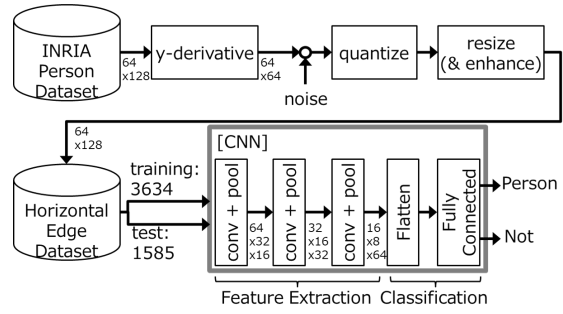 INRIA
Person
Dataset
64
x128
y-derivative
64
x64
noise
quantize
resize
(& enhance)
64
x128
Horizontal
Edge
Dataset
training:
3634
test:
1585
[CNN]
conv + pool
64
x32
x16
conv + pool
32
x16
x32
conv + pool
16
x8
x64
Flatten
Fully
Connected
Person
Not
Feature Extraction
Classification